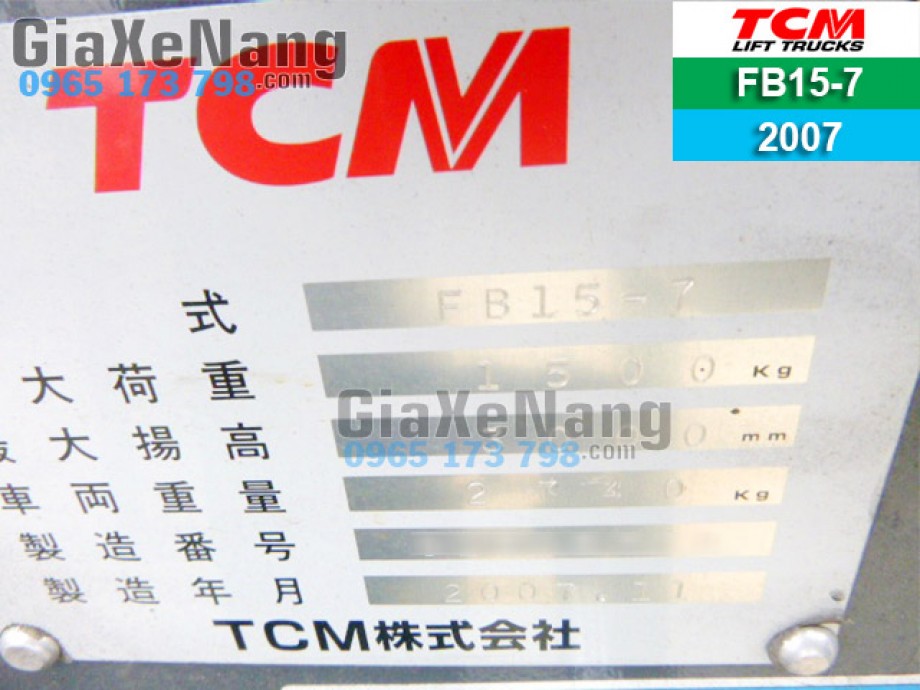 GiaXeNang
0965 173 798.com
TCM
TCM
LIFT TRUCKS
FB15-7
2007
式 FB15-7
大荷重 1500 Kg
大揚高 mm
GiaXeNang
0965 173 798.com
車両重量 Kg
製造番号
製造年月 2007.11
TCM株式会社